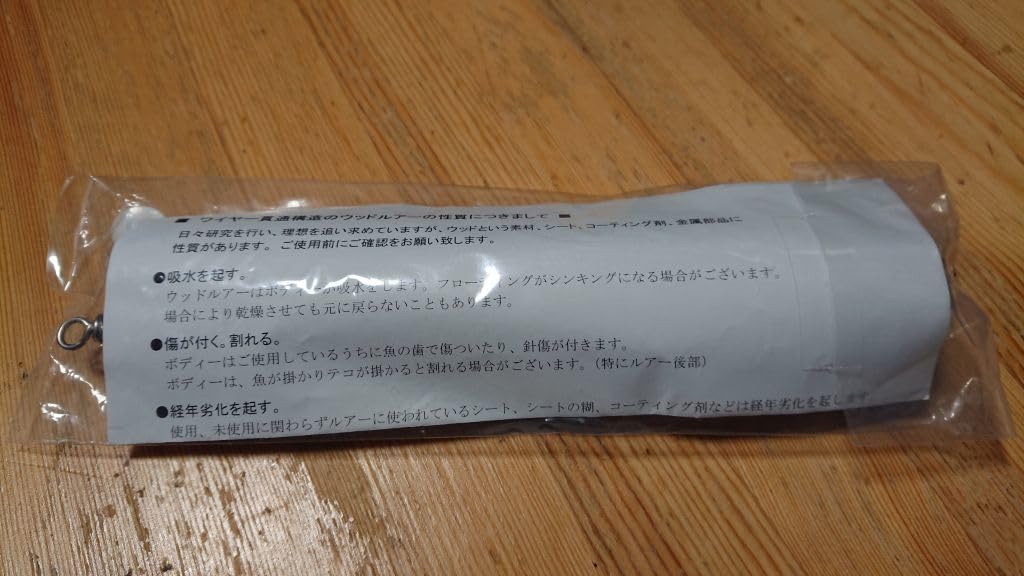 ■ ワイヤー貫通構造のウッドルアーの性質につきまして ■
日々研究を行い、理想を追い求めていますが、ウッドという素材、シート、コーティング剤、金属部品に
性質があります。ご使用前にご確認をお願い致します。
●吸水を起す。
ウッドルアーはボディーが吸水をします。フローティングがシンキングになる場合がございます。
場合により乾燥させても元に戻らないこともあります。
●傷が付く。割れる。
ボディーはご使用しているうちに魚の歯で傷ついたり、針傷が付きます。
ボディーは、魚が掛かりテコが掛かると割れる場合がございます。（特にルアー後部）
●経年劣化を起す。
使用、未使用に関わらずルアーに使われているシート、シートの糊、コーティング剤などは経年劣化を起します。